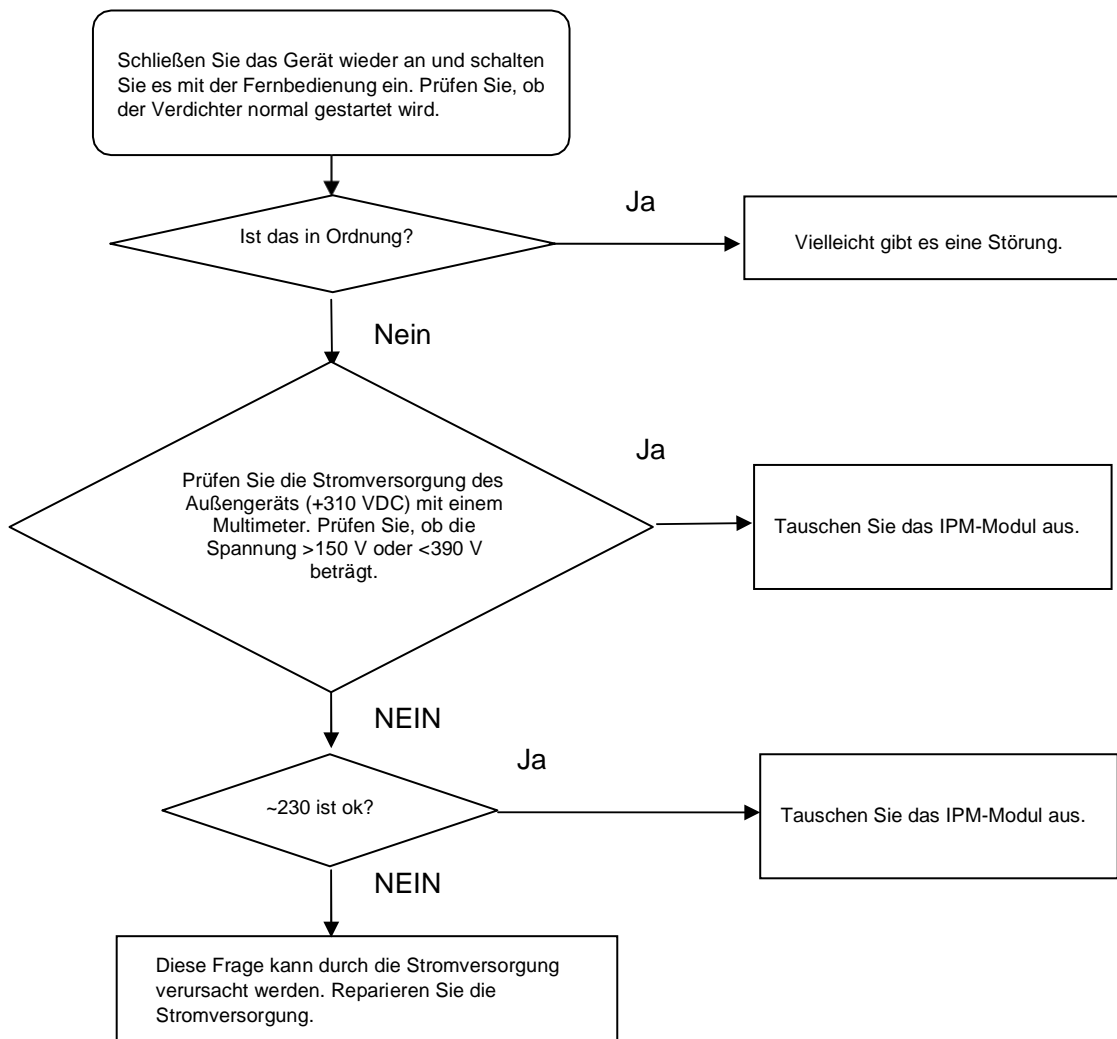 Schließen Sie das Gerät wieder an und schalten
Sie es mit der Fernbedienung ein. Prüfen Sie, ob
der Verdichter normal gestartet wird.
Ja
Ist das in Ordnung?
Vielleicht gibt es eine Störung.
Nein
Ja
Prüfen Sie die Stromversorgung des
Außengeräts (+310 VDC) mit einem
Multimeter. Prüfen Sie, ob die
Spannung >150 V oder <390 V
beträgt.
Tauschen Sie das IPM-Modul aus.
NEIN
Ja
~230 ist ok?
Tauschen Sie das IPM-Modul aus.
NEIN
Diese Frage kann durch die Stromversorgung
verursacht werden. Reparieren Sie die
Stromversorgung.